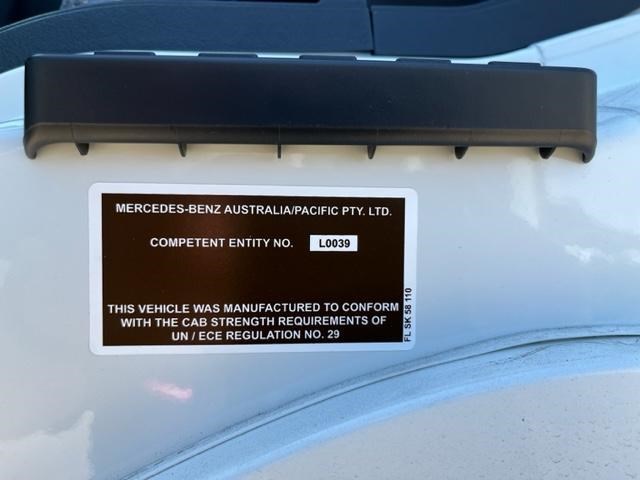 MERCEDES-BENZ AUSTRALIA/PACIFIC PTY. LTD.
COMPETENT ENTITY NO. L0039
THIS VEHICLE WAS MANUFACTURED TO CONFORM
WITH THE CAB STRENGTH REQUIREMENTS OF
UN / ECE REGULATION NO. 29
FL SK 58 110